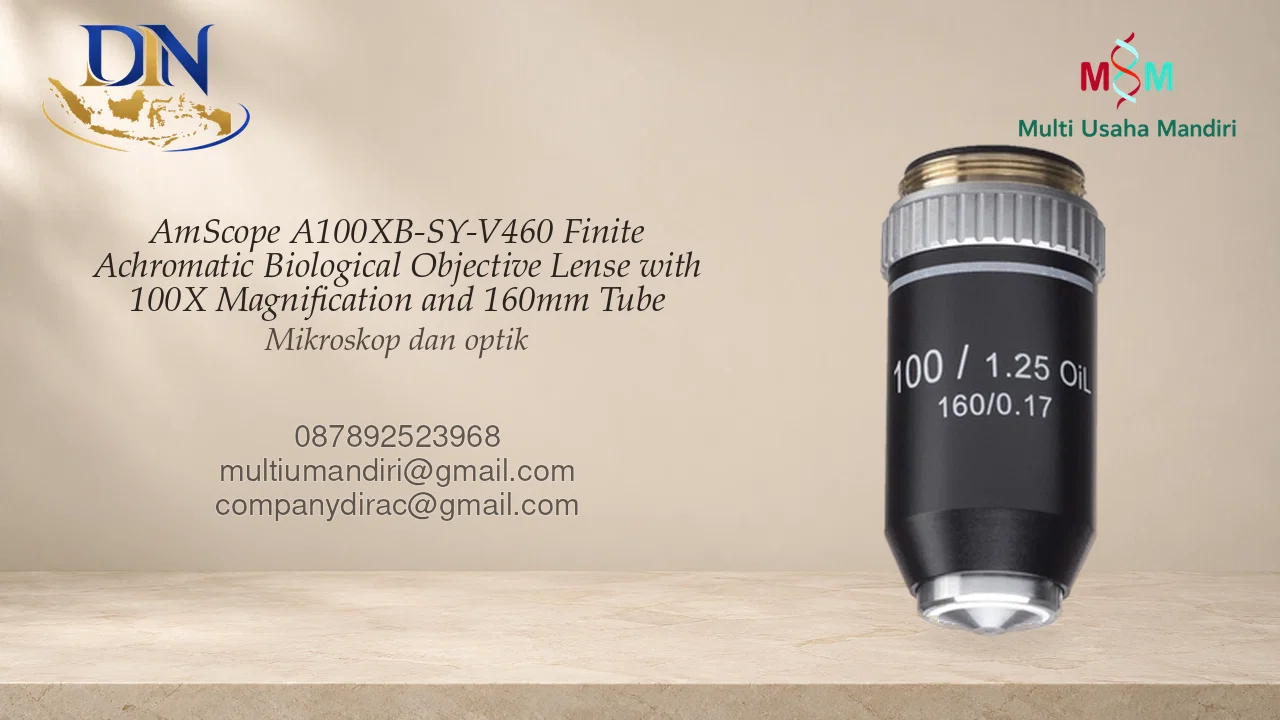 DIN
M M
Multi Usaha Mandiri
AmScope A100XB-SY-V460 Finite
Achromatic Biological Objective Lense with
100X Magnification and 160mm Tube
Mikroskop dan optik
087892523968
multiumandiri@gmail.com
companydirac@gmail.com
100 / 1.25 OiL
160/0.17